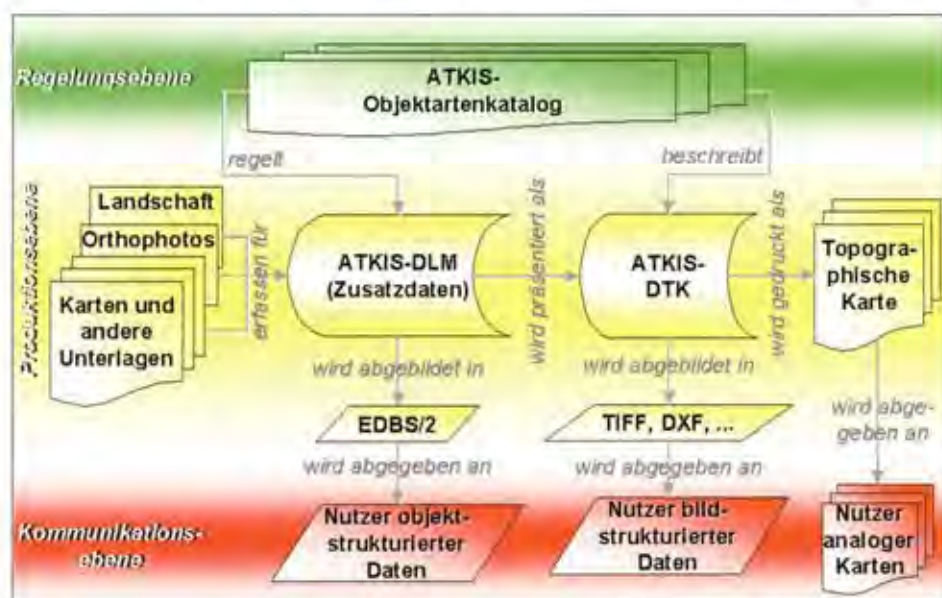 Regelungsebene
ATKIS-
Objektartenkatalog
regelt
beschreibt
Produktionsebene
Landschaft
Orthophotos
Karten und
andere
Unterlagen
erfassen für
ATKIS-DLM
(Zusatzdaten)
wird präsentiert als
ATKIS-
DTK
wird gedruckt als
Topogra-
phische
Karte
wird abgebildet in
wird abgebildet in
wird abge-
geben an
EDBS/2
TIFF, DXF, ...
wird abgegeben an
wird abgegeben an
Kommunikations-
ebene
Nutzer objekt-
strukturierter
Daten
Nutzer bild-
strukturierter
Daten
Nutzer
analoger
Karten